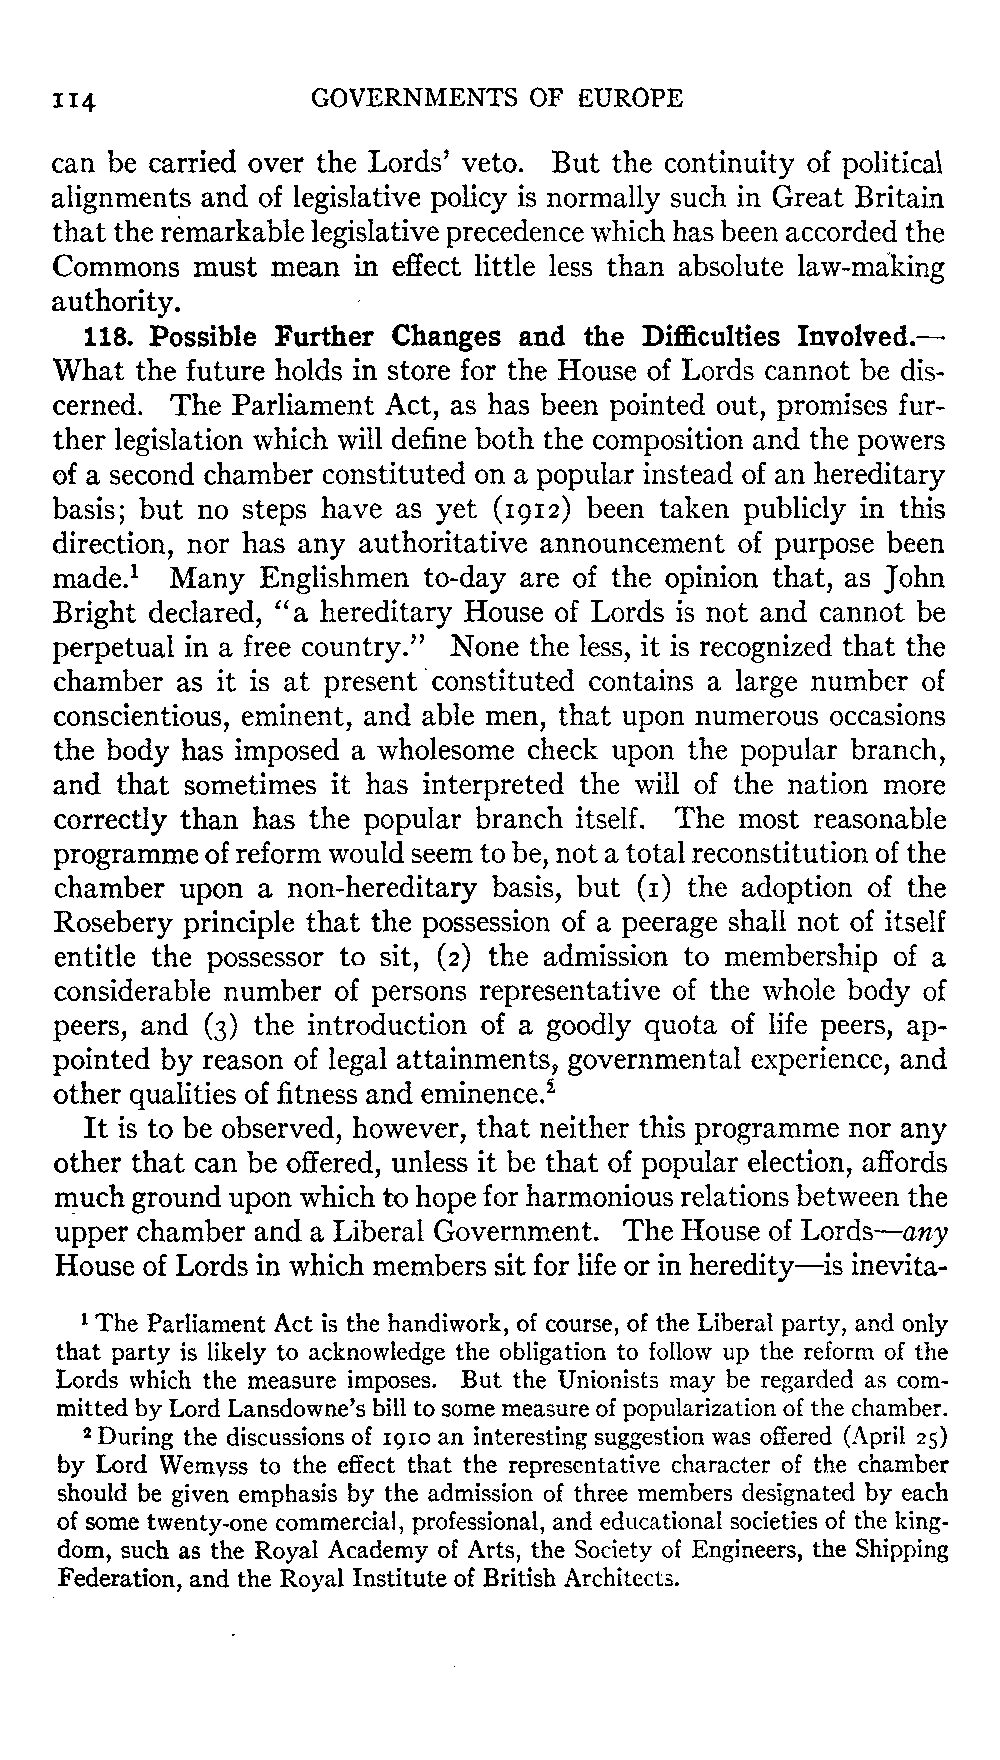 114 GOVERNMENTS OF EUROPE
can be carried over the Lords' veto. But the continuity of political
alignments and of legislative policy is normally such in Great Britain
that the remarkable legislative precedence which has been accorded the
Commons must mean in effect little less than absolute law-making
authority.
118. Possible Further Changes and the Difficulties Involved.—
What the future holds in store for the House of Lords cannot be dis-
cerned. The Parliament Act, as has been pointed out, promises fur-
ther legislation which will define both the composition and the powers
of a second chamber constituted on a popular instead of an hereditary
basis; but no steps have as yet (1912) been taken publicly in this
direction, nor has any authoritative announcement of purpose been
made.¹ Many Englishmen to-day are of the opinion that, as John
Bright declared, "a hereditary House of Lords is not and cannot be
perpetual in a free country." None the less, it is recognized that the
chamber as it is at present constituted contains a large number of
conscientious, eminent, and able men, that upon numerous occasions
the body has imposed a wholesome check upon the popular branch,
and that sometimes it has interpreted the will of the nation more
correctly than has the popular branch itself. The most reasonable
programme of reform would seem to be, not a total reconstitution of the
chamber upon a non-hereditary basis, but (1) the adoption of the
Rosebery principle that the possession of a peerage shall not of itself
entitle the possessor to sit, (2) the admission to membership of a
considerable number of persons representative of the whole body of
peers, and (3) the introduction of a goodly quota of life peers, ap-
pointed by reason of legal attainments, governmental experience, and
other qualities of fitness and eminence.²
It is to be observed, however, that neither this programme nor any
other that can be offered, unless it be that of popular election, affords
much ground upon which to hope for harmonious relations between the
upper chamber and a Liberal Government. The House of Lords—any
House of Lords in which members sit for life or in heredity—is inevita-
¹ The Parliament Act is the handiwork, of course, of the Liberal party, and only
that party is likely to acknowledge the obligation to follow up the reform of the
Lords which the measure imposes. But the Unionists may be regarded as com-
mitted by Lord Lansdowne's bill to some measure of popularization of the chamber.
² During the discussions of 1910 an interesting suggestion was offered (April 25)
by Lord Wemyss to the effect that the representative character of the chamber
should be given emphasis by the admission of three members designated by each
of some twenty-one commercial, professional, and educational societies of the king-
dom, such as the Royal Academy of Arts, the Society of Engineers, the Shipping
Federation, and the Royal Institute of British Architects.